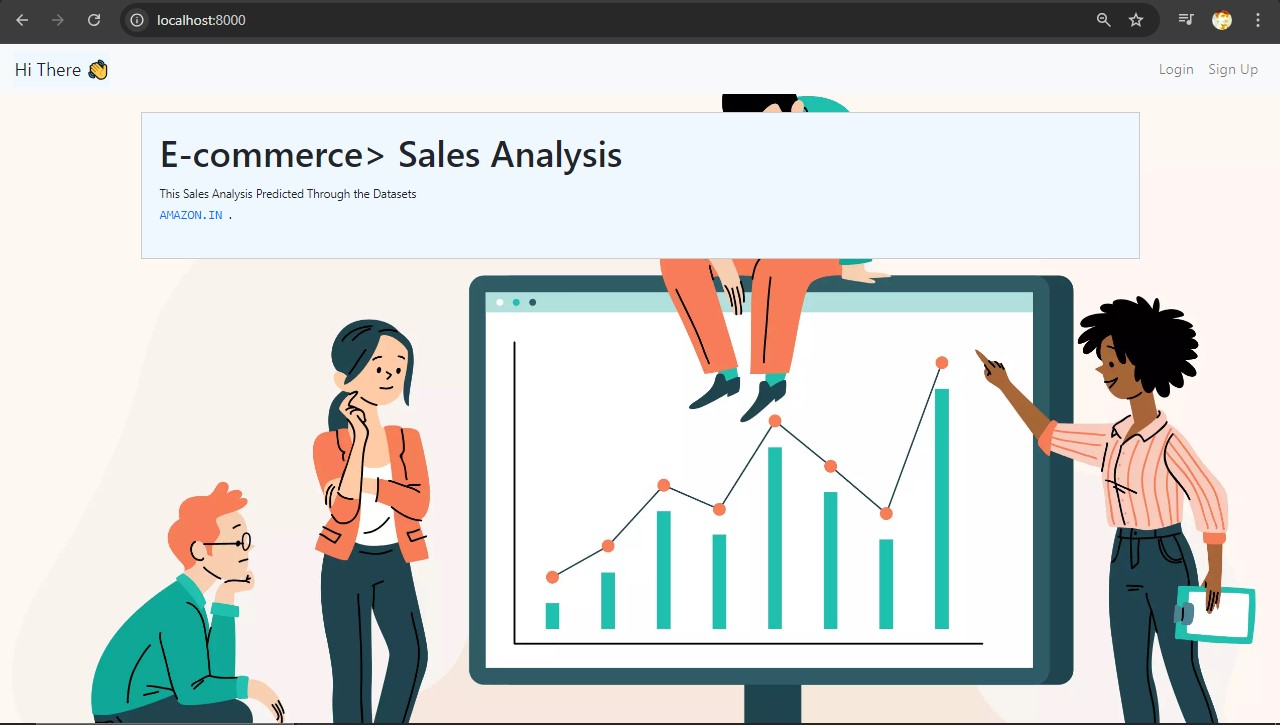 localhost:8000
Hi There 👏
Login Sign Up
E-commerce> Sales Analysis
This Sales Analysis Predicted Through the Datasets
AMAZON.IN .